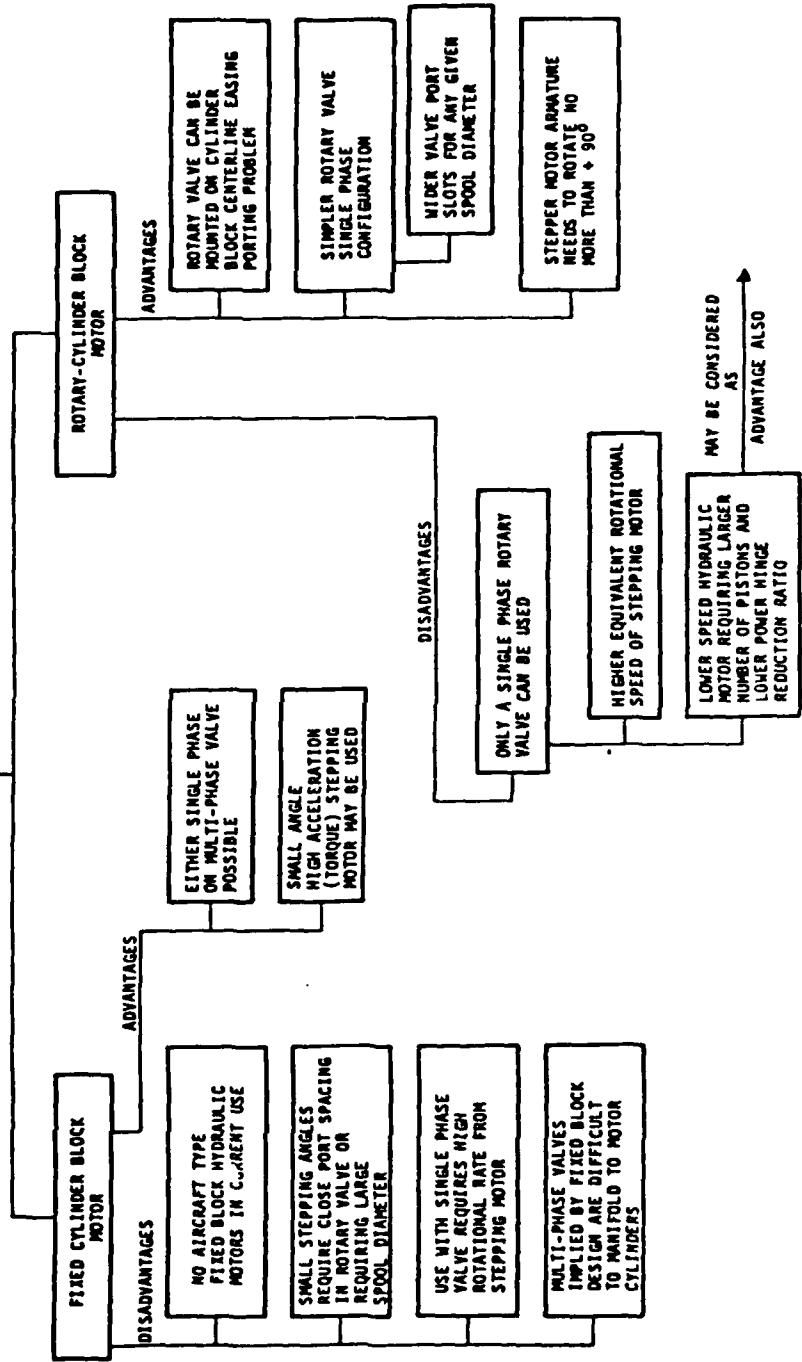 FIXED CYLINDER BLOCK
MOTOR
DISADVANTAGES
NO AIRCRAFT TYPE
FIXED BLOCK HYDRAULIC
MOTORS IN CURRENT USE
SMALL STEPPING ANGLES
REQUIRE CLOSE PORT SPACING
IN ROTARY VALVE OR
REQUIRING LARGE
SPOOL DIAMETER
USE WITH SINGLE PHASE
VALVE REQUIRES HIGH
ROTATIONAL RATE FROM
STEPPING MOTOR
MULTI-PHASE VALVES
IMPLIED BY FIXED BLOCK
DESIGN ARE DIFFICULT
TO MANIFOLD TO MOTOR
CYLINDERS
ADVANTAGES
EITHER SINGLE PHASE
ON MULTI-PHASE VALVE
POSSIBLE
SMALL ANGLE
HIGH ACCELERATION
(TORQUE) STEPPING
MOTOR MAY BE USED
ROTARY-CYLINDER BLOCK
MOTOR
DISADVANTAGES
ONLY A SINGLE PHASE ROTARY
VALVE CAN BE USED
HIGHER EQUIVALENT ROTATIONAL
SPEED OF STEPPING MOTOR
LOWER SPEED HYDRAULIC
MOTOR REQUIRING LARGER
NUMBER OF PISTONS AND
LOWER POWER HINGE
REDUCTION RATIO
MAY BE CONSIDERED
AS
ADVANTAGE ALSO
ADVANTAGES
ROTARY VALVE CAN BE
MOUNTED ON CYLINDER
BLOCK CENTERLINE EASING
PORTING PROBLEM
SIMPLER ROTARY VALVE
SINGLE PHASE
CONFIGURATION
WIDER VALVE PORT
SLOTS FOR ANY GIVEN
SPOOL DIAMETER
STEPPER MOTOR ARMATURE
NEEDS TO ROTATE NO
MORE THAN + 90°